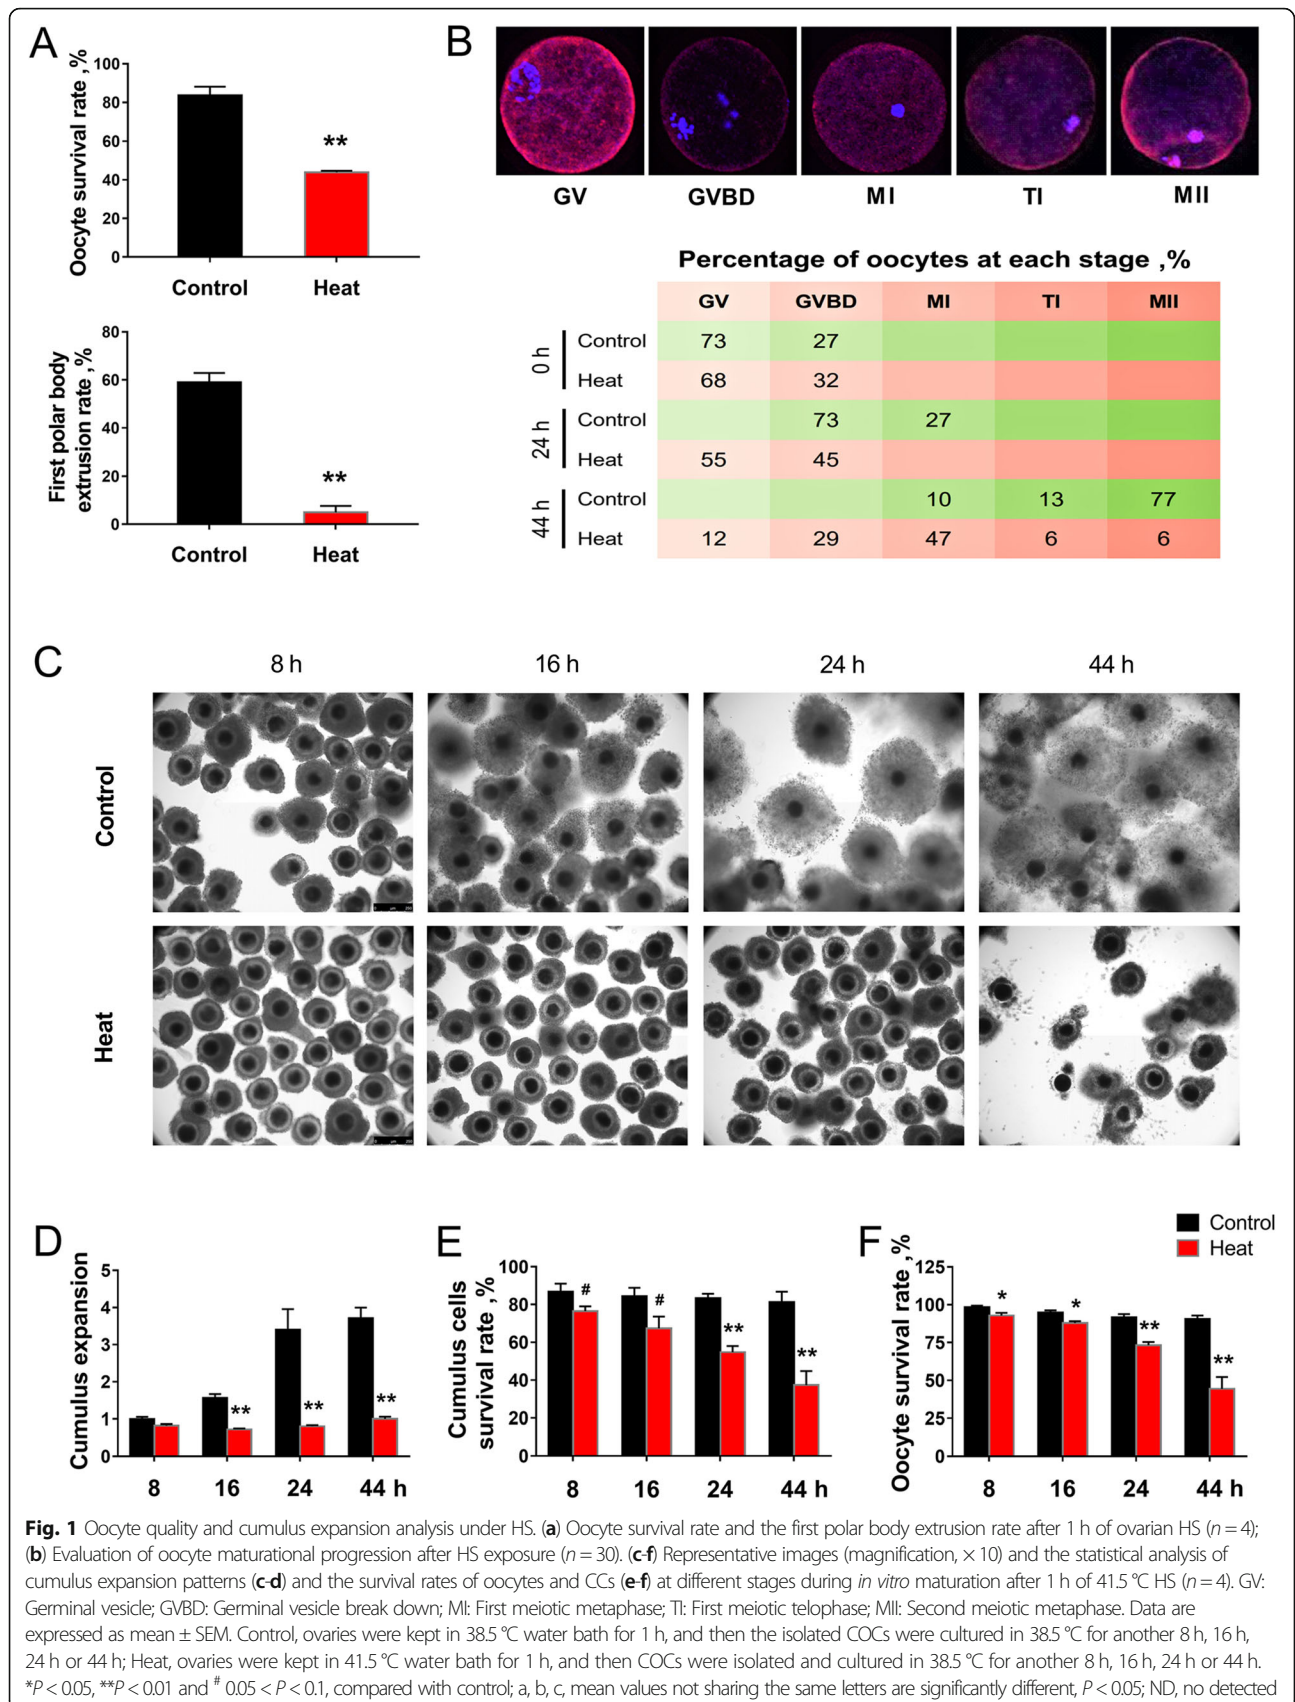 A
Oocyte survival rate ,%
100
80
60
40
20
0
**
Control
Heat
First polar body
extrusion rate ,%
80
60
40
20
0
**
Control
Heat
B
GV
GVBD
MI
TI
MII
Percentage of oocytes at each stage ,%
GV GVBD MI TI MII
0 h
Control 73 27
Heat 68 32
24 h
Control 73 27
Heat 55 45
44 h
Control 10 13 77
Heat 12 29 47 6 6
C
8 h 16 h 24 h 44 h
Control
Heat
D
Cumulus expansion
5
4
3
2
1
0
** ** **
8 16 24 44 h
E
Cumulus cells
survival rate ,%
100
80
60
40
20
0
# # ** **
8 16 24 44 h
F
Control
Heat
Oocyte survival rate ,%
125
100
75
50
25
0
* * ** **
8 16 24 44 h
Fig. 1 Oocyte quality and cumulus expansion analysis under HS. (a) Oocyte survival rate and the first polar body extrusion rate after 1 h of ovarian HS (n = 4);
(b) Evaluation of oocyte maturational progression after HS exposure (n = 30). (c-f) Representative images (magnification, × 10) and the statistical analysis of
cumulus expansion patterns (c-d) and the survival rates of oocytes and CCs (e-f) at different stages during in vitro maturation after 1 h of 41.5 °C HS (n = 4). GV:
Germinal vesicle; GVBD: Germinal vesicle break down; MI: First meiotic metaphase; TI: First meiotic telophase; MII: Second meiotic metaphase. Data are
expressed as mean ± SEM. Control, ovaries were kept in 38.5 °C water bath for 1 h, and then the isolated COCs were cultured in 38.5 °C for another 8 h, 16 h,
24 h or 44 h; Heat, ovaries were kept in 41.5 °C water bath for 1 h, and then COCs were isolated and cultured in 38.5 °C for another 8 h, 16 h, 24 h or 44 h.
*P < 0.05, **P < 0.01 and # 0.05 < P < 0.1, compared with control; a, b, c, mean values not sharing the same letters are significantly different, P < 0.05; ND, no detected